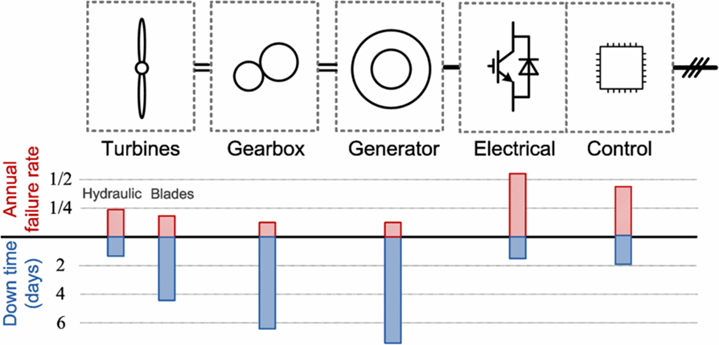 Turbines Gearbox Generator Electrical Control
Annual
failure rate
1/2
1/4
Hydraulic Blades
Down time
(days)
2
4
6